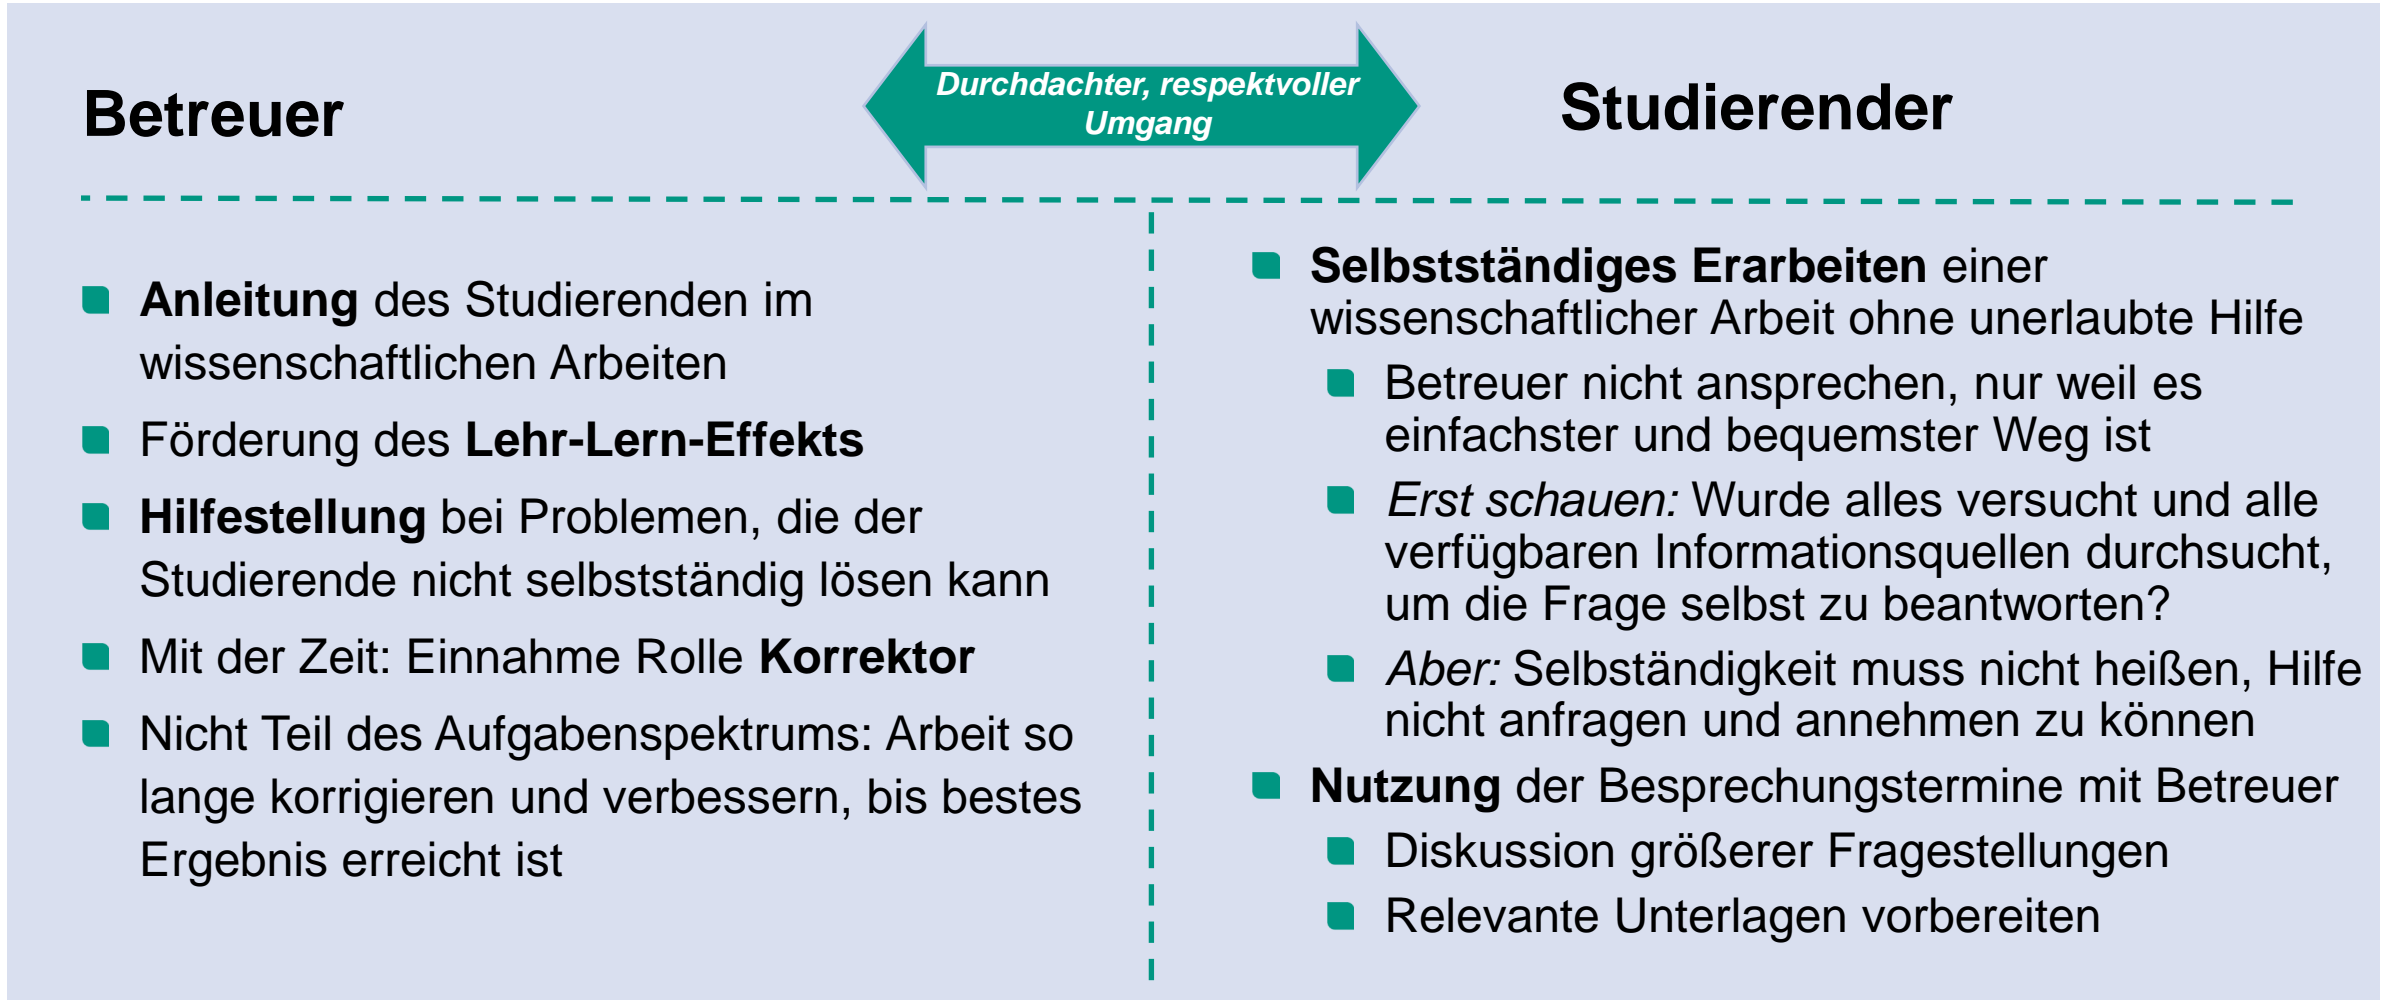 Betreuer
Durchdachter, respektvoller
Umgang
Studierender
Anleitung des Studierenden im
wissenschaftlichen Arbeiten
Förderung des Lehr-Lern-Effekts
Hilfestellung bei Problemen, die der
Studierende nicht selbstständig lösen kann
Mit der Zeit: Einnahme Rolle Korrektor
Nicht Teil des Aufgabenspektrums: Arbeit so
lange korrigieren und verbessern, bis bestes
Ergebnis erreicht ist
Selbstständiges Erarbeiten einer
wissenschaftlicher Arbeit ohne unerlaubte Hilfe
Betreuer nicht ansprechen, nur weil es
einfachster und bequemster Weg ist
Erst schauen: Wurde alles versucht und alle
verfügbaren Informationsquellen durchsucht,
um die Frage selbst zu beantworten?
Aber: Selbständigkeit muss nicht heißen, Hilfe
nicht anfragen und annehmen zu können
Nutzung der Besprechungstermine mit Betreuer
Diskussion größerer Fragestellungen
Relevante Unterlagen vorbereiten